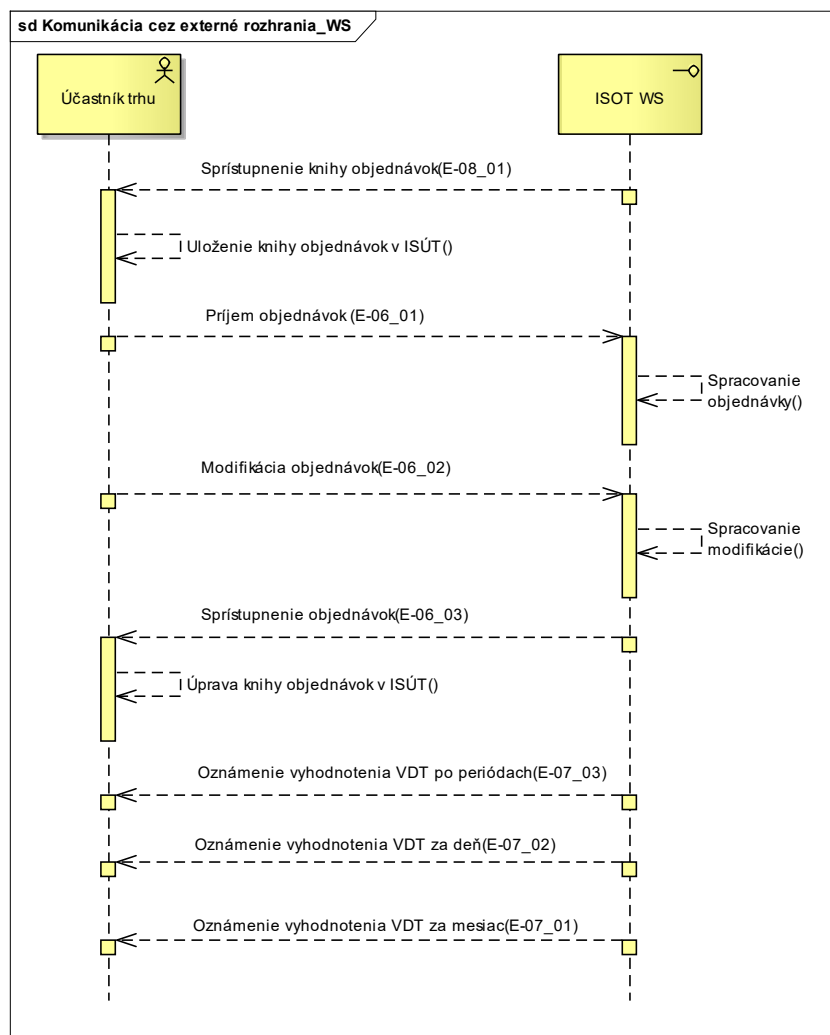 sd Komunikácia cez externé rozhrania_WS
Účastník trhu
ISOT WS
Sprístupnenie knihy objednávok(E-08_01)
Uloženie knihy objednávok v ISÚT()
Príjem objednávok (E-06_01)
Spracovanie
objednávky()
Modifikácia objednávok(E-06_02)
Spracovanie
modifikácie()
Sprístupnenie objednávok(E-06_03)
Úprava knihy objednávok v ISÚT()
Oznámenie vyhodnotenia VDT po periódach(E-07_03)
Oznámenie vyhodnotenia VDT za deň(E-07_02)
Oznámenie vyhodnotenia VDT za mesiac(E-07_01)